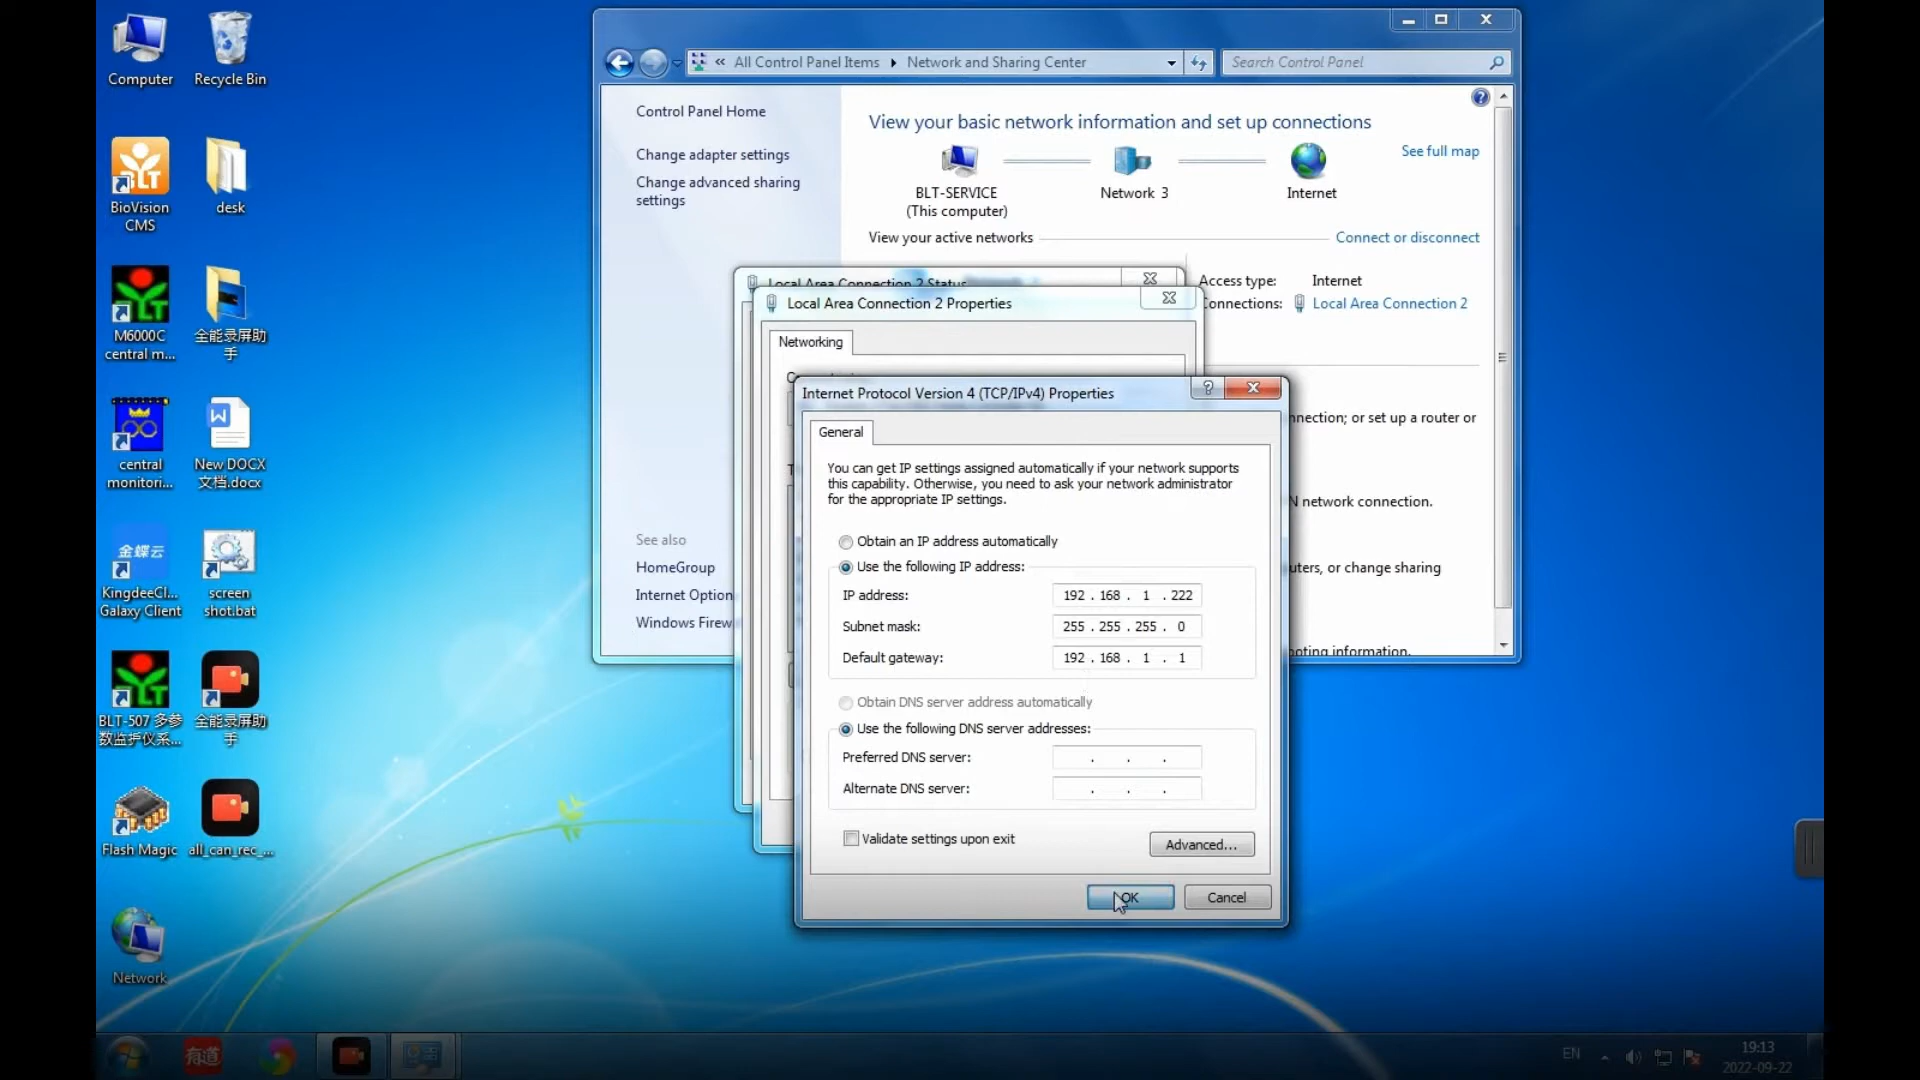 Computer
Recycle Bin
BLT
BioVision
CMS
desk
M6000C
central m...
全能录屏助
手
central
monitori...
W
New DOCX
文档.docx
金蝶云
KingdeeCl...
Galaxy Client
screen
shot.bat
BLT-507 多参
数监护仪系...
全能录屏助
手
Flash Magic
all_can_rec_...
Network
« All Control Panel Items
Network and Sharing Center
Search Control Panel
Control Panel Home
Change adapter settings
Change advanced sharing
settings
See also
HomeGroup
Internet Option
Windows Firew
View your basic network information and set up connections
See full map
BLT-SERVICE
(This computer)
Network 3
Internet
View your active networks
Connect or disconnect
Access type:
Internet
onnections:
Local Area Connection 2
nnection; or set up a router or
N network connection.
uters, or change sharing
ooting information.
Local Area Connection 2 Status
Local Area Connection 2 Properties
Networking
Internet Protocol Version 4 (TCP/IPv4) Properties
General
You can get IP settings assigned automatically if your network supports
this capability. Otherwise, you need to ask your network administrator
for the appropriate IP settings.
Obtain an IP address automatically
Use the following IP address:
IP address:
192 . 168 . 1 . 222
Subnet mask:
255 . 255 . 255 . 0
Default gateway:
192 . 168 . 1 . 1
Obtain DNS server address automatically
Use the following DNS server addresses:
Preferred DNS server:
. . .
Alternate DNS server:
. . .
Validate settings upon exit
Advanced...
OK
Cancel
有道
EN
19:13
2022-09-22